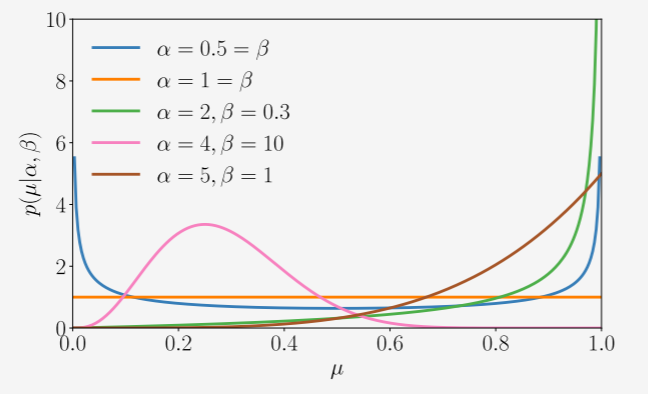 10
8
6
4
2
0
p(μ|α, β)
α = 0.5 = β
α = 1 = β
α = 2, β = 0.3
α = 4, β = 10
α = 5, β = 1
0.0 0.2 0.4 0.6 0.8 1.0
μ